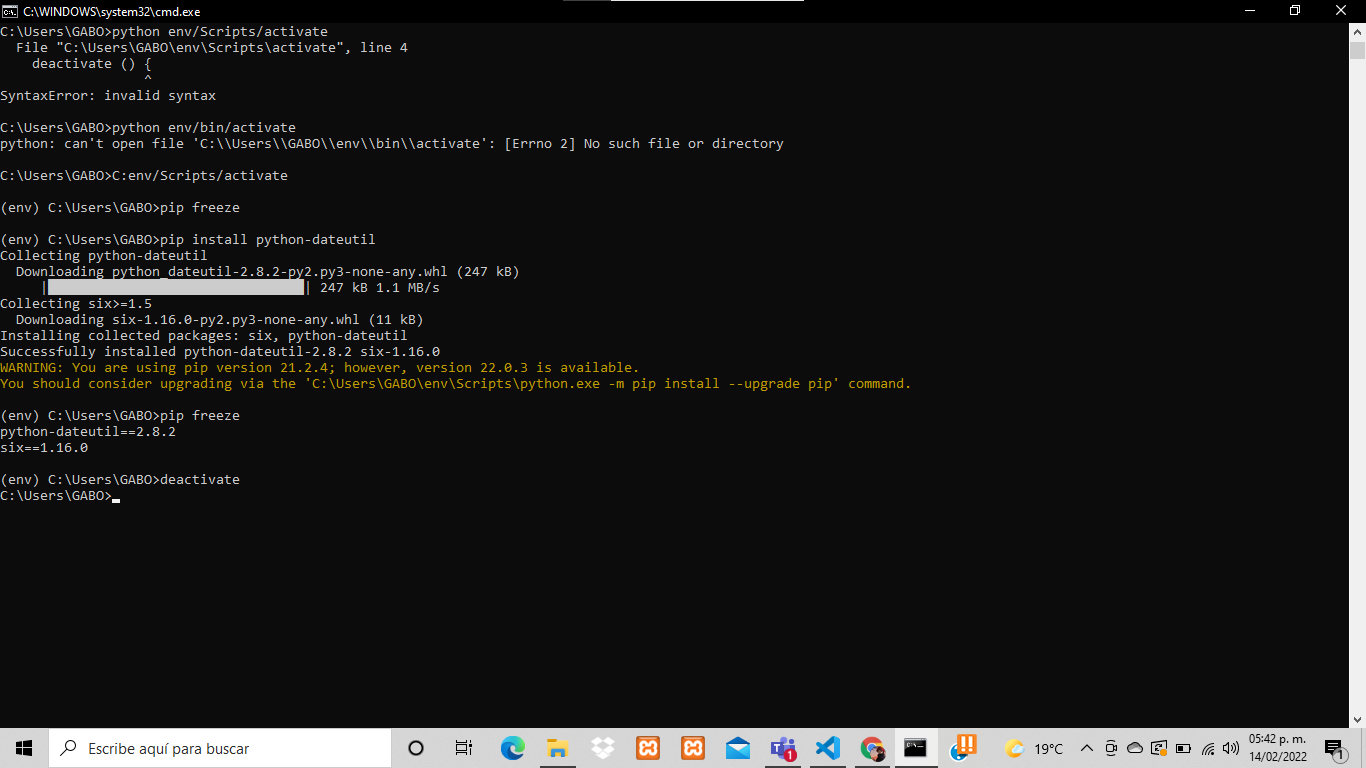 C:\WINDOWS\system32\cmd.exe
C:\Users\GABO>python env/Scripts/activate
  File "C:\Users\GABO\env\Scripts\activate", line 4
    deactivate () {
                  ^
SyntaxError: invalid syntax
C:\Users\GABO>python env/bin/activate
python: can't open file 'C:\\Users\\GABO\\env\\bin\\activate': [Errno 2] No such file or directory
C:\Users\GABO>C:env/Scripts/activate
(env) C:\Users\GABO>pip freeze
(env) C:\Users\GABO>pip install python-dateutil
Collecting python-dateutil
  Downloading python_dateutil-2.8.2-py2.py3-none-any.whl (247 kB)
     |████████████████████████████████| 247 kB 1.1 MB/s
Collecting six>=1.5
  Downloading six-1.16.0-py2.py3-none-any.whl (11 kB)
Installing collected packages: six, python-dateutil
Successfully installed python-dateutil-2.8.2 six-1.16.0
WARNING: You are using pip version 21.2.4; however, version 22.0.3 is available.
You should consider upgrading via the 'C:\Users\GABO\env\Scripts\python.exe -m pip install --upgrade pip' command.
(env) C:\Users\GABO>pip freeze
python-dateutil==2.8.2
six==1.16.0
(env) C:\Users\GABO>deactivate
C:\Users\GABO>
Escribe aquí para buscar
1
19°C
05:42 p. m.
14/02/2022
1